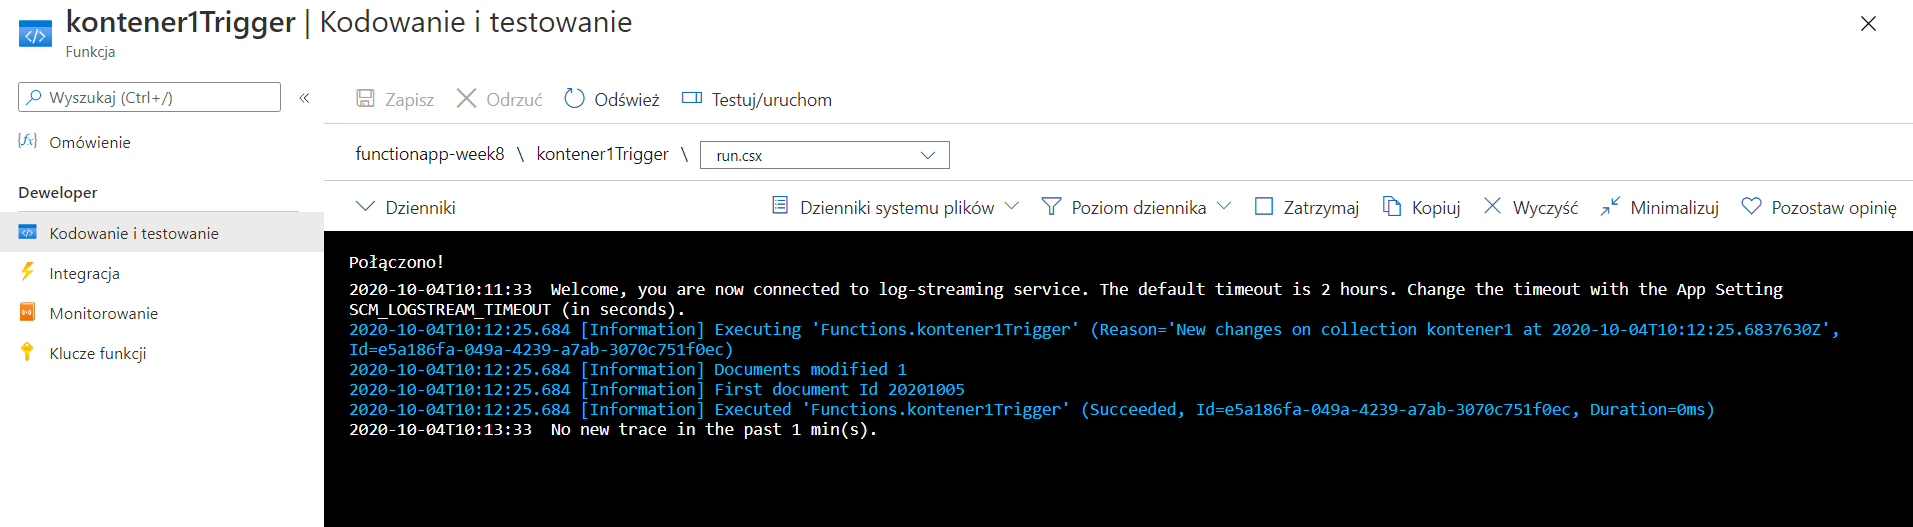 kontener1Trigger | Kodowanie i testowanie
Funkcja
Wyszukaj (Ctrl+/)
Omówienie
Deweloper
Kodowanie i testowanie
Integracja
Monitorowanie
Klucze funkcji
Zapisz Odrzuć Odśwież Testuj/uruchom
functionapp-week8 \ kontener1Trigger \ run.csx
Dzienniki Dzienniki systemu plików Poziom dziennika Zatrzymaj Kopiuj Wyczyść Minimalizuj Pozostaw opinię
Połączono!
2020-10-04T10:11:33  Welcome, you are now connected to log-streaming service. The default timeout is 2 hours. Change the timeout with the App Setting
SCM_LOGSTREAM_TIMEOUT (in seconds).
2020-10-04T10:12:25.684 [Information] Executing 'Functions.kontener1Trigger' (Reason='New changes on collection kontener1 at 2020-10-04T10:12:25.6837630Z',
Id=e5a186fa-049a-4239-a7ab-3070c751f0ec)
2020-10-04T10:12:25.684 [Information] Documents modified 1
2020-10-04T10:12:25.684 [Information] First document Id 20201005
2020-10-04T10:12:25.684 [Information] Executed 'Functions.kontener1Trigger' (Succeeded, Id=e5a186fa-049a-4239-a7ab-3070c751f0ec, Duration=0ms)
2020-10-04T10:13:33  No new trace in the past 1 min(s).